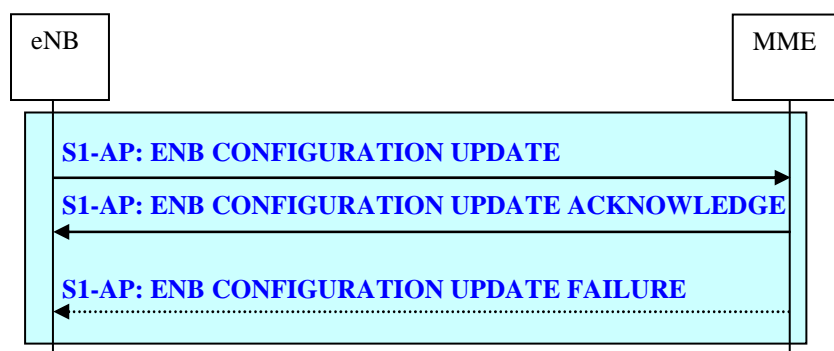 eNB
MME
S1-AP: ENB CONFIGURATION UPDATE
S1-AP: ENB CONFIGURATION UPDATE ACKNOWLEDGE
S1-AP: ENB CONFIGURATION UPDATE FAILURE